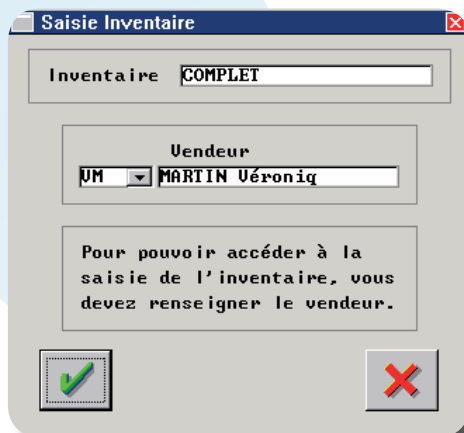 Saisie Inventaire
Inventaire COMPLET
Vendeur
VM MARTIN Véroniq
Pour pouvoir accéder à la
saisie de l'inventaire, vous
devez renseigner le vendeur.